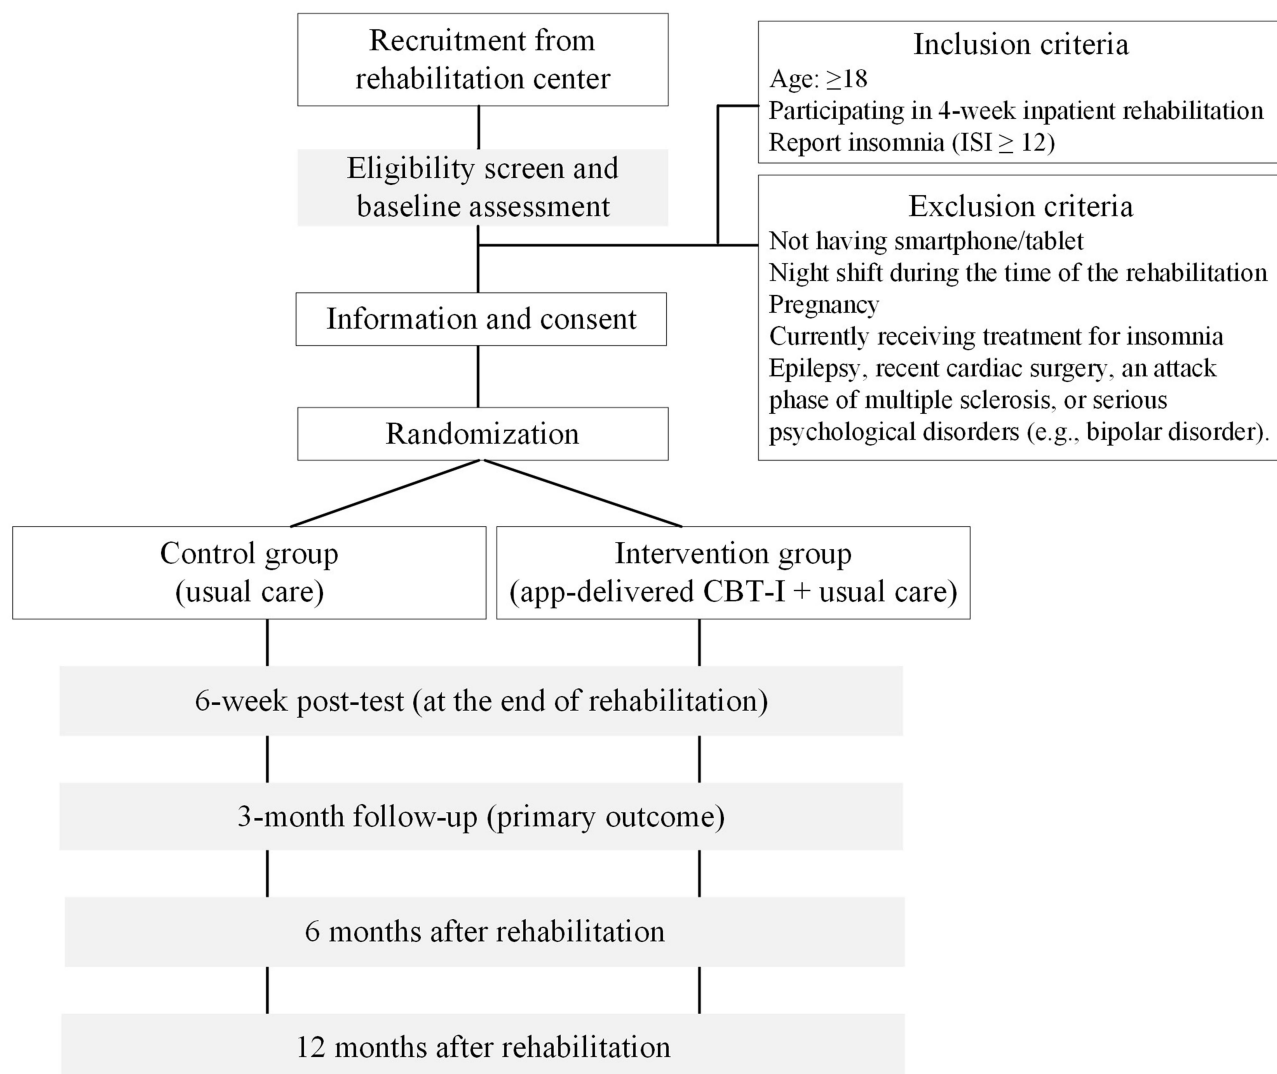 Recruitment from
rehabilitation center
Eligibility screen and
baseline assessment
Inclusion criteria
Age: ≥18
Participating in 4-week inpatient rehabilitation
Report insomnia (ISI ≥ 12)
Exclusion criteria
Not having smartphone/tablet
Night shift during the time of the rehabilitation
Pregnancy
Currently receiving treatment for insomnia
Epilepsy, recent cardiac surgery, an attack
phase of multiple sclerosis, or serious
psychological disorders (e.g., bipolar disorder).
Information and consent
Randomization
Control group
(usual care)
Intervention group
(app-delivered CBT-I + usual care)
6-week post-test (at the end of rehabilitation)
3-month follow-up (primary outcome)
6 months after rehabilitation
12 months after rehabilitation